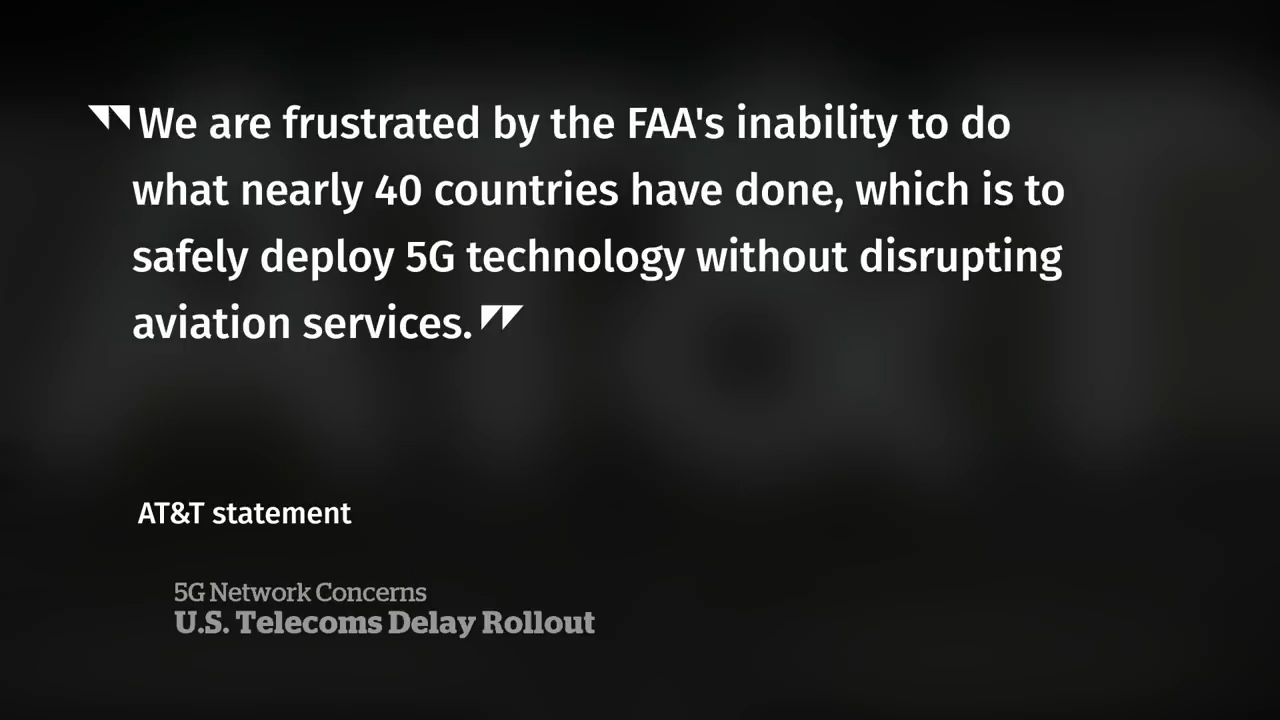 "We are frustrated by the FAA's inability to do
what nearly 40 countries have done, which is to
safely deploy 5G technology without disrupting
aviation services."
AT&T statement
5G Network Concerns
U.S. Telecoms Delay Rollout